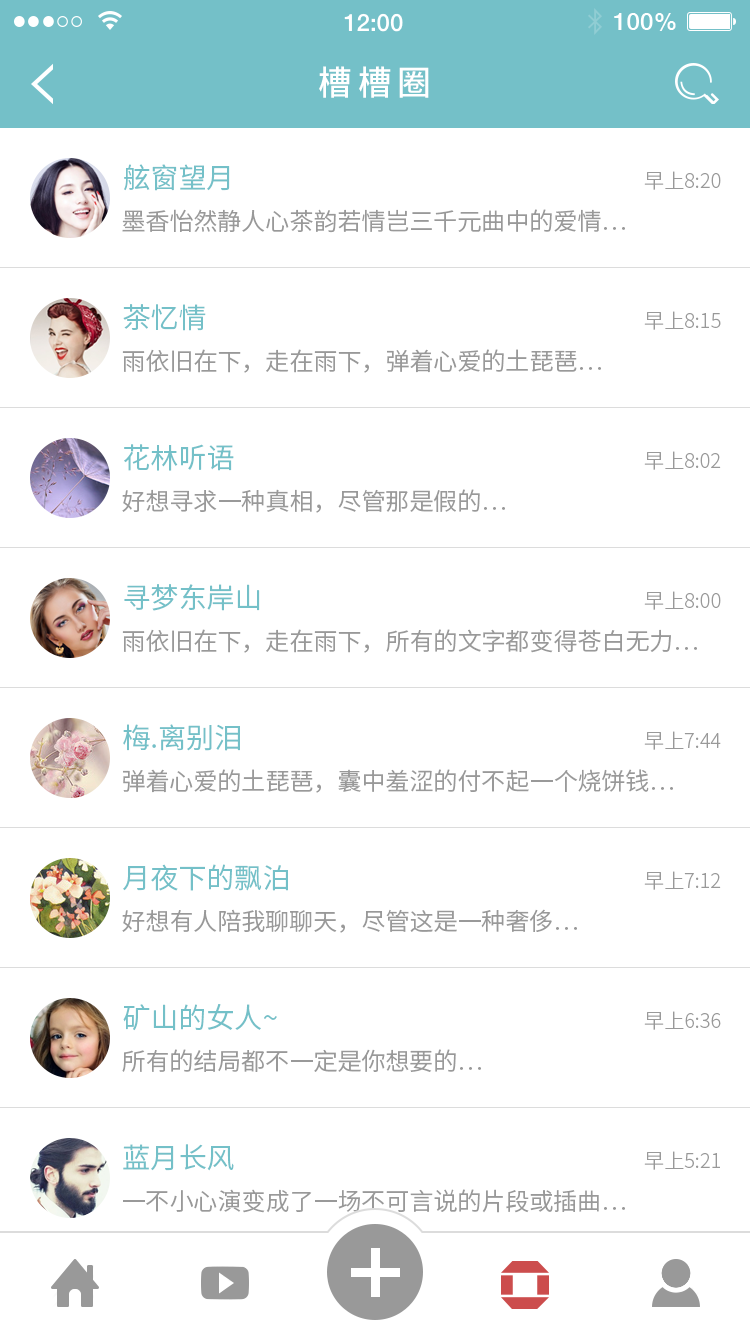 12:00
100%
槽槽圈
舷窗望月
早上8:20
墨香怡然静人心茶韵若情岂三千元曲中的爱情...
茶忆情
早上8:15
雨依旧在下，走在雨下，弹着心爱的土琵琶...
花林听语
早上8:02
好想寻求一种真相，尽管那是假的...
寻梦东岸山
早上8:00
雨依旧在下，走在雨下，所有的文字都变得苍白无力...
梅.离别泪
早上7:44
弹着心爱的土琵琶，囊中羞涩的付不起一个烧饼钱...
月夜下的飘泊
早上7:12
好想有人陪我聊聊天，尽管这是一种奢侈...
矿山的女人~
早上6:36
所有的结局都不一定是你想要的...
蓝月长风
早上5:21
一不小心演变成了一场不可言说的片段或插曲...